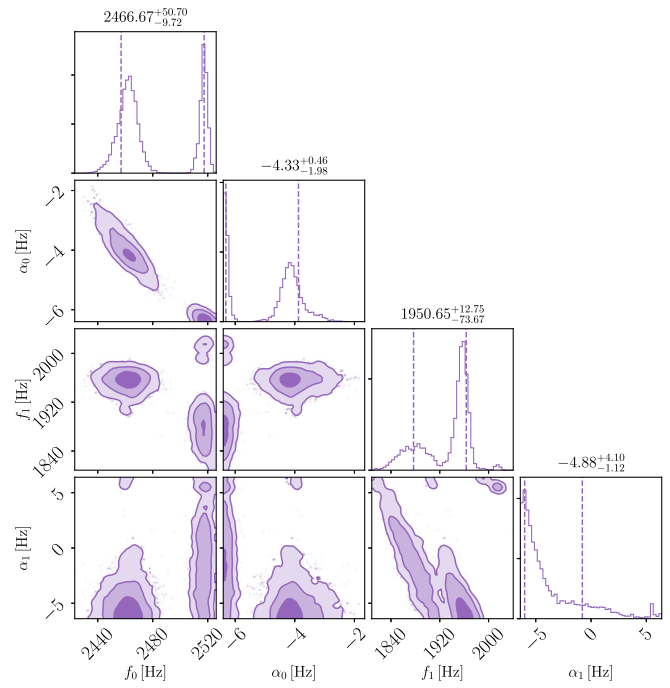 2466.67^{+50.70}_{-9.72}
−4.33^{+0.46}_{-1.98}
1950.65^{+12.75}_{-73.67}
−4.88^{+4.10}_{-1.12}
−2
−4
−6
α₀ [Hz]
2000
1920
1840
f₁ [Hz]
5
0
−5
α₁ [Hz]
2440 2480 2520
−6 −4 −2
1840 1920 2000
−5 0 5
f₀ [Hz] α₀ [Hz] f₁ [Hz] α₁ [Hz]